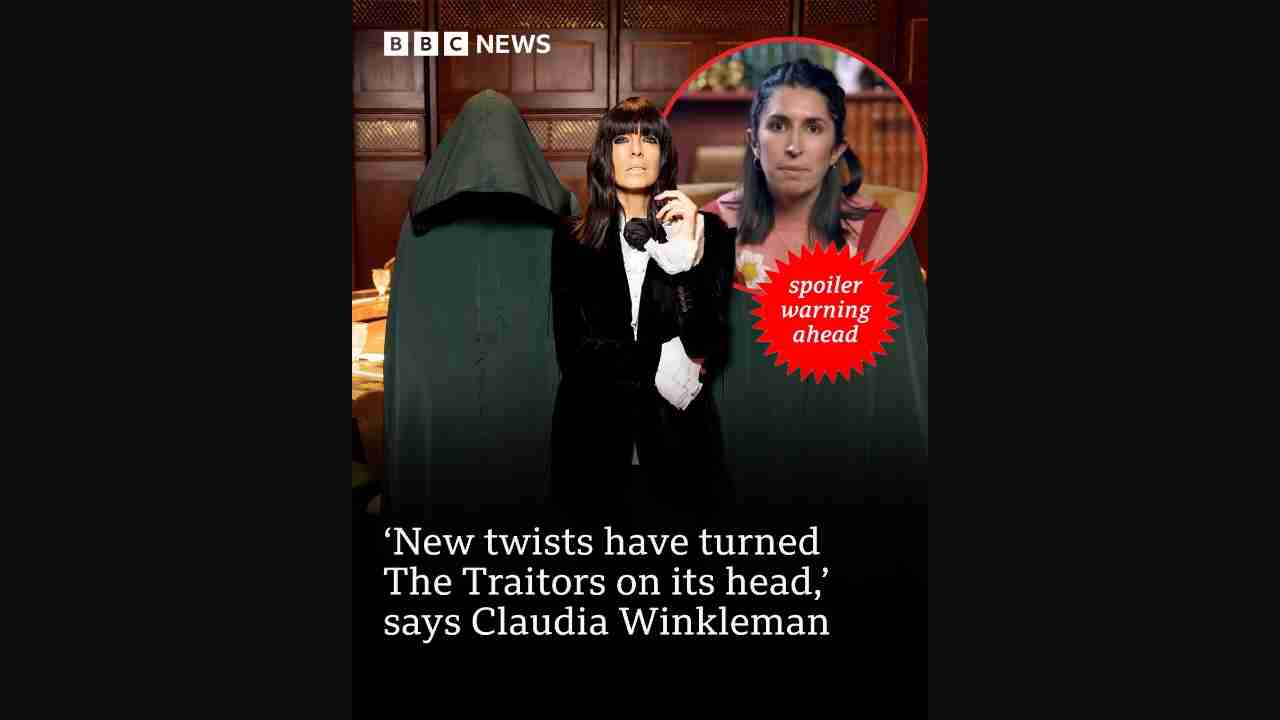 BBC NEWS
spoiler
warning
ahead
‘New twists have turned
The Traitors on its head,’
says Claudia Winkleman